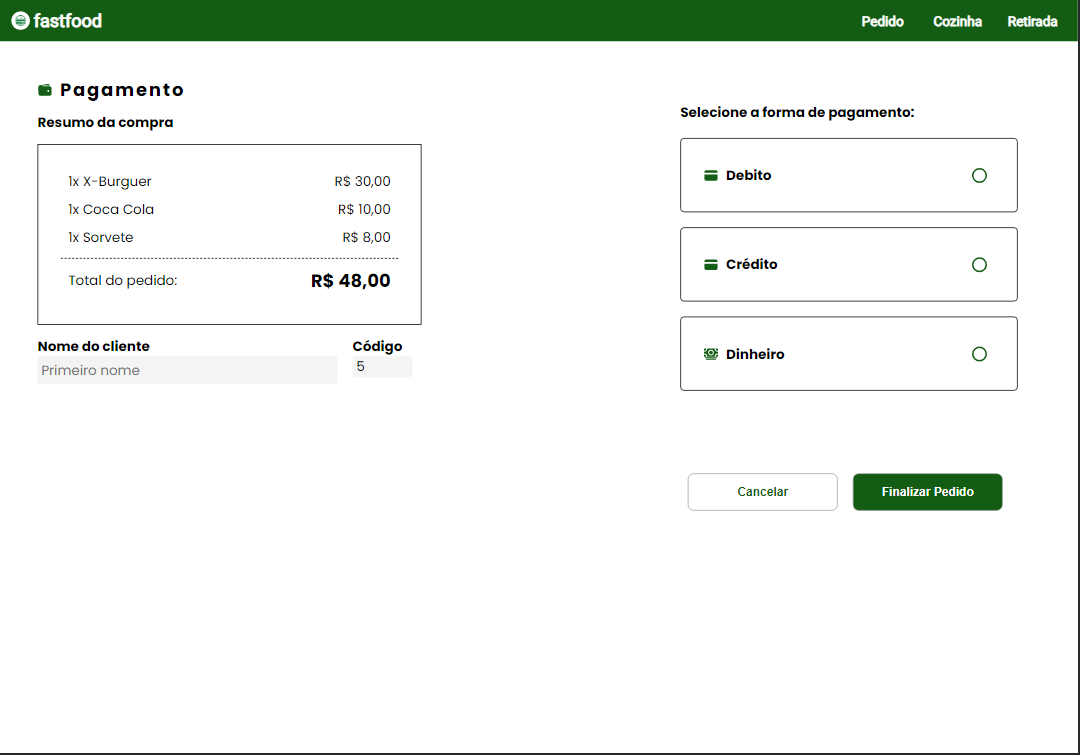 fastfood
Pedido Cozinha Retirada
Pagamento
Resumo da compra
1x X-Burguer R$ 30,00
1x Coca Cola R$ 10,00
1x Sorvete R$ 8,00
Total do pedido: R$ 48,00
Nome do cliente Código
Primeiro nome 5
Selecione a forma de pagamento:
Debito
Crédito
Dinheiro
Cancelar Finalizar Pedido